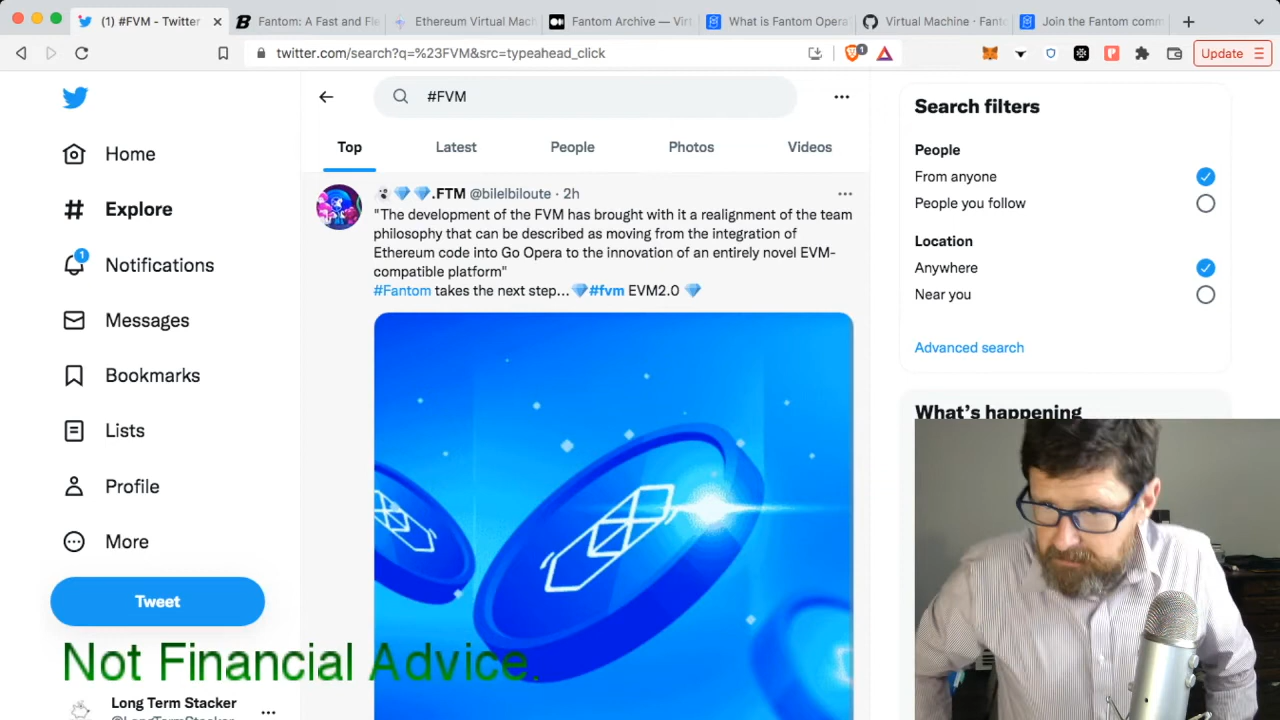 (1) #FVM - Twitter
Fantom: A Fast and Fle
Ethereum Virtual Mac
Fantom Archive — Virt
What is Fantom Opera
Virtual Machine · Fant
Join the Fantom comm
twitter.com/search?q=%23FVM&src=typeahead_click
1
Update
#FVM
Home
Explore
1
Notifications
Messages
Bookmarks
Lists
Profile
More
Tweet
Long Term Stacker
@LongTermStacker
Top
Latest
People
Photos
Videos
.FTM @bilelbiloute · 2h
"The development of the FVM has brought with it a realignment of the team
philosophy that can be described as moving from the integration of
Ethereum code into Go Opera to the innovation of an entirely novel EVM-
compatible platform"
#Fantom takes the next step... #fvm EVM2.0
Search filters
People
From anyone
People you follow
Location
Anywhere
Near you
Advanced search
What's happening
Not Financial Advice.